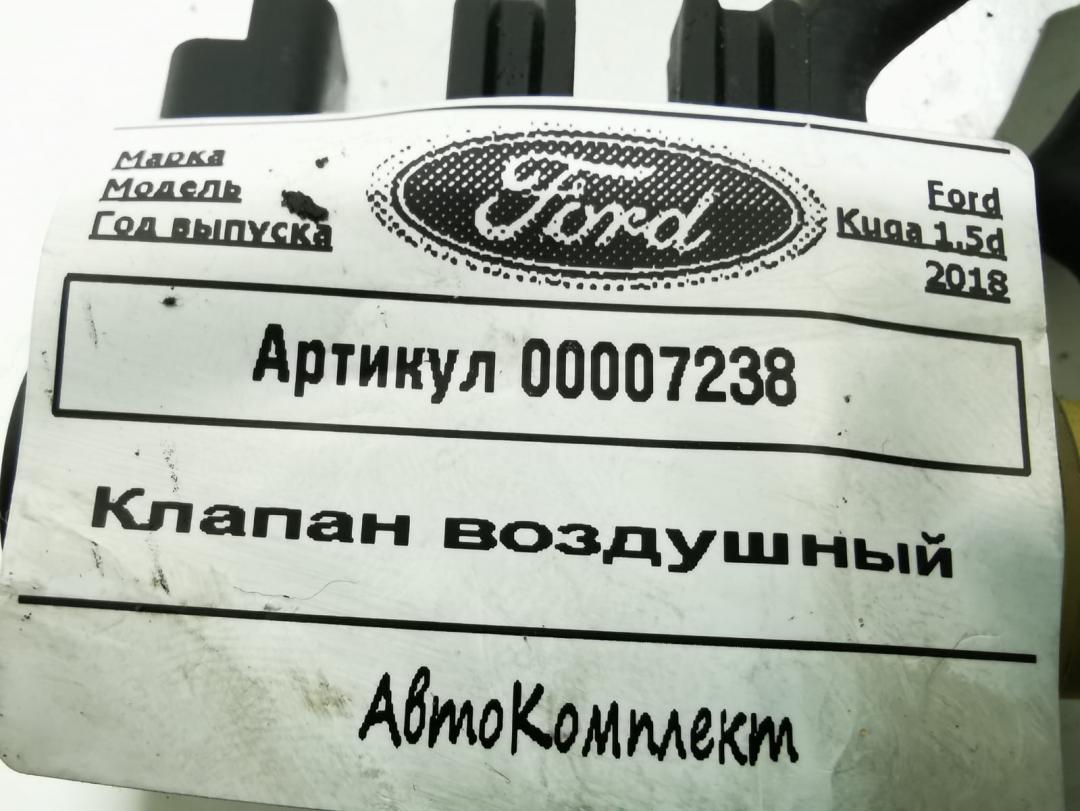 Марка
Модель
Год выпуска
Ford
Ford
Kuga 1.5d
2018
Артикул 00007238
Клапан воздушный
АвтоКомплект